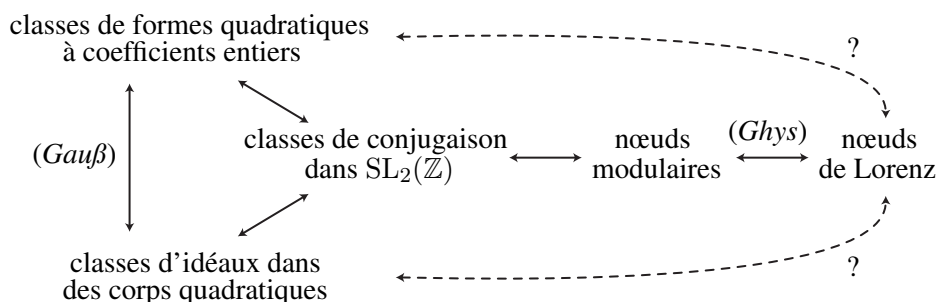 classes de formes quadratiques
à coefficients entiers
?
(Gauß)
classes de conjugaison
dans SL₂(ℤ)
nœuds
modulaires
(Ghys)
nœuds
de Lorenz
classes d'idéaux dans
des corps quadratiques
?